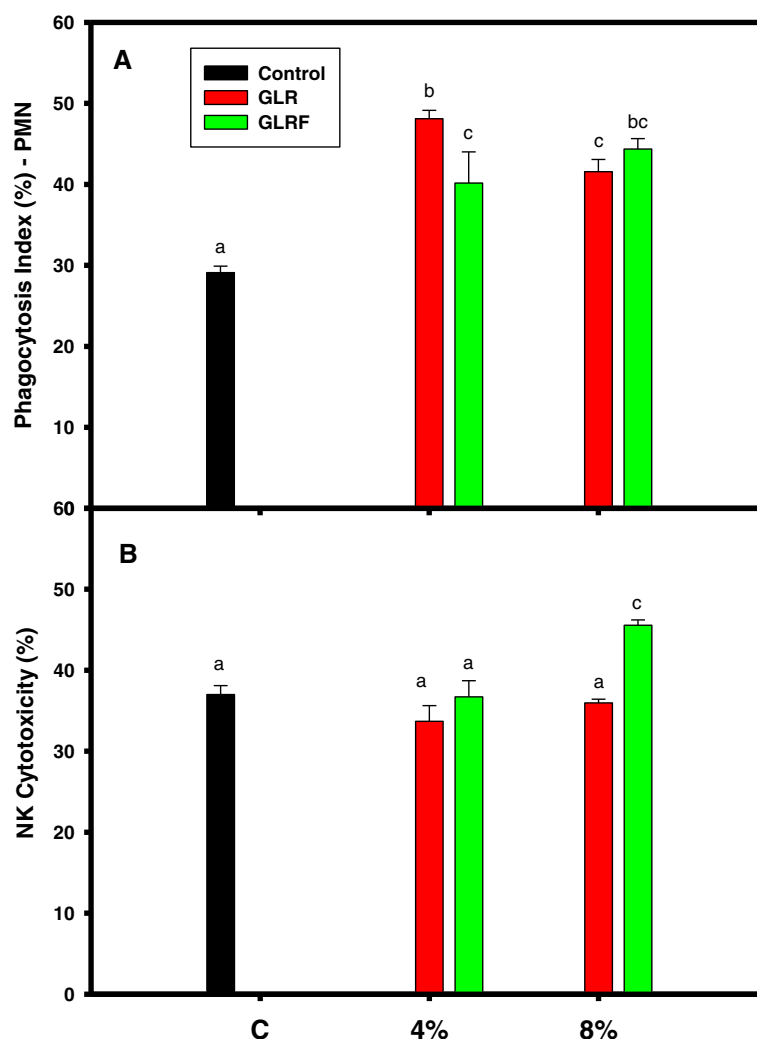 60
A
Control
GLR
GLRF
b
c
c
bc
a
50
40
30
20
10
Phagocytosis Index (%) - PMN
60
B
50
40
30
20
10
0
NK Cytotoxicity (%)
a
a
a
a
c
C 4% 8%